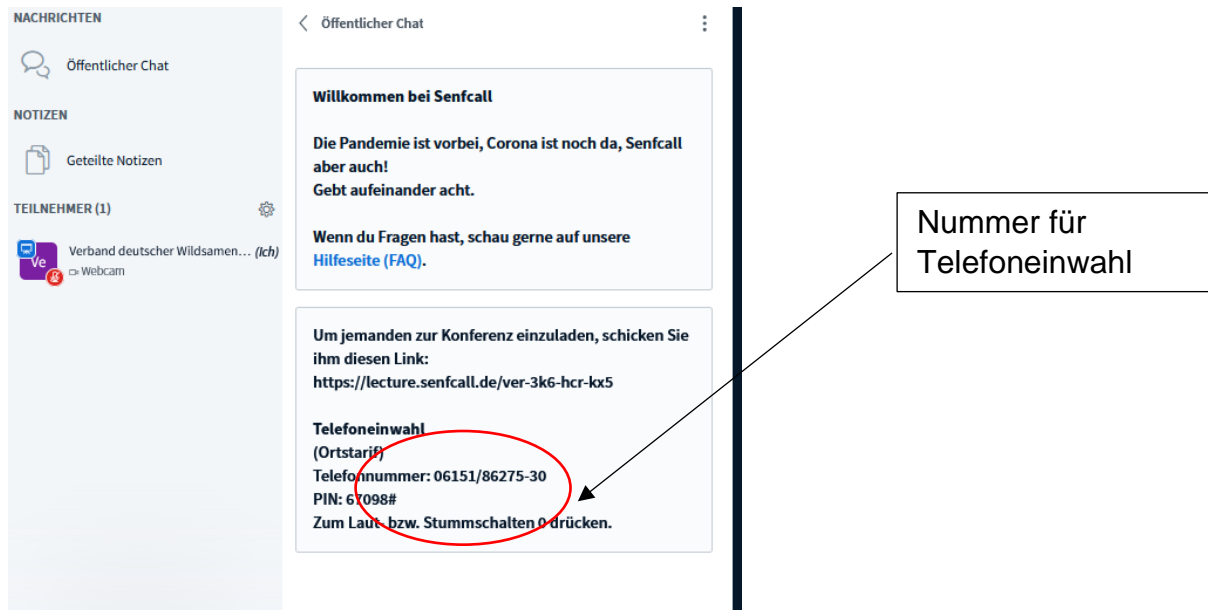 NACHRICHTEN
Öffentlicher Chat
NOTIZEN
Geteilte Notizen
TEILNEHMER (1)
Ve
Verband deutscher Wildsamen... (Ich)
Webcam
Öffentlicher Chat
Willkommen bei Senfcall
Die Pandemie ist vorbei, Corona ist noch da, Senfcall
aber auch!
Gebt aufeinander acht.
Wenn du Fragen hast, schau gerne auf unsere
Hilfeseite (FAQ).
Um jemanden zur Konferenz einzuladen, schicken Sie
ihm diesen Link:
https://lecture.senfcall.de/ver-3k6-hcr-kx5
Telefoneinwahl
(Ortstarif)
Telefonnummer: 06151/86275-30
PIN: 67098#
Zum Laut- bzw. Stummschalten 0 drücken.
Nummer für
Telefoneinwahl